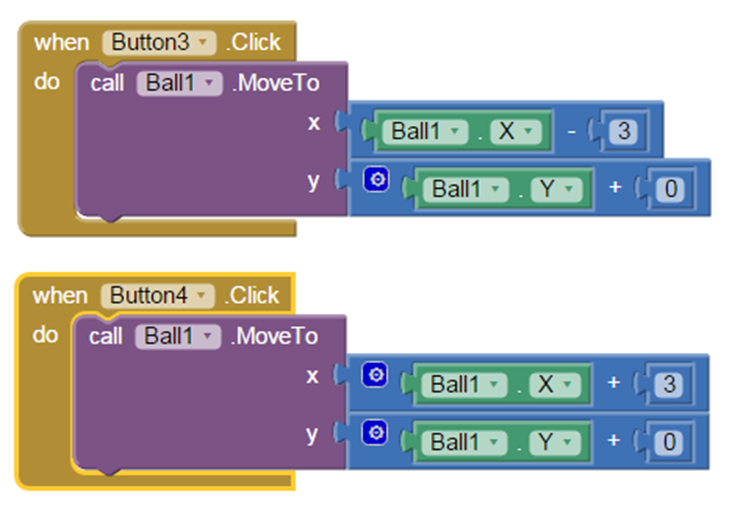 when Button3 .Click
do call Ball1 .MoveTo
x Ball1 . X - 3
y Ball1 . Y + 0
when Button4 .Click
do call Ball1 .MoveTo
x Ball1 . X + 3
y Ball1 . Y + 0